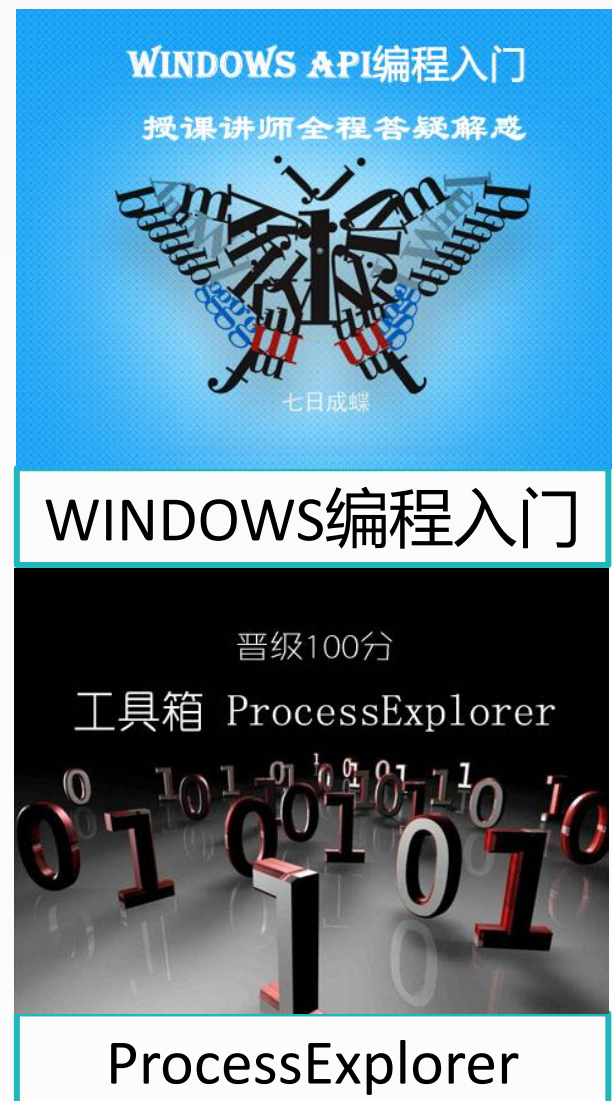 WINDOWS API编程入门
授课讲师全程答疑解惑
七日成蝶
WINDOWS编程入门
晋级100分
工具箱 ProcessExplorer
ProcessExplorer